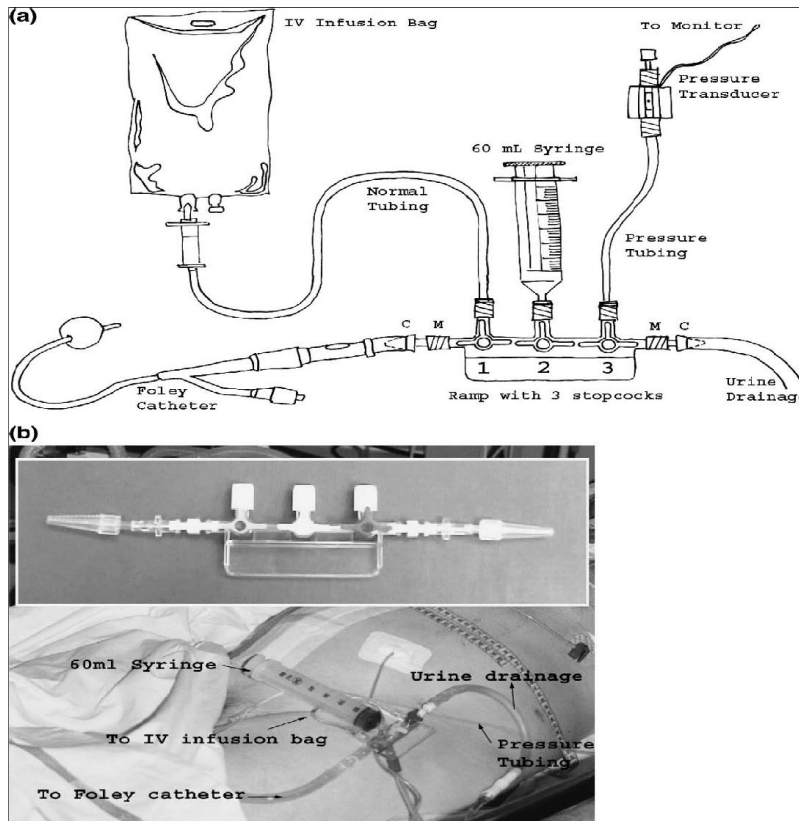 (a)
IV Infusion Bag
To Monitor
Pressure
Transducer
60 mL Syringe
Normal
Tubing
Pressure
Tubing
C M
M C
1 2 3
Foley
Catheter
Ramp with 3 stopcocks
Urine
Drainage
(b)
60ml Syringe
Urine drainage
To IV infusion bag
Pressure
Tubing
To Foley catheter